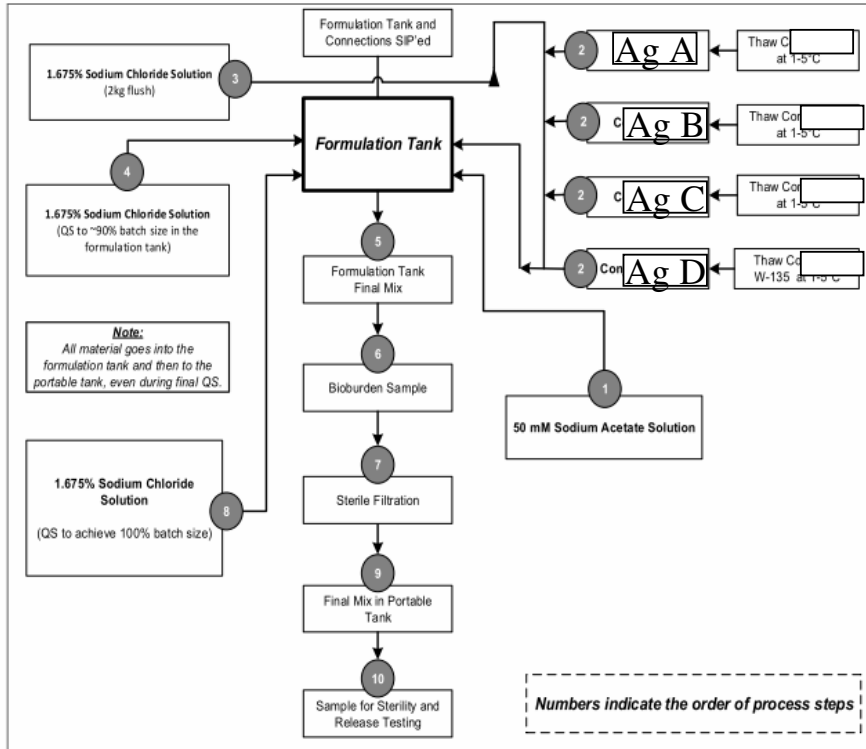 Formulation Tank and
Connections SIP'ed
1.675% Sodium Chloride Solution
(2kg flush)
3
2
Ag A
Thaw C
at 1-5°C
Formulation Tank
2
C Ag B
Thaw Con
at 1-5°C
4
1.675% Sodium Chloride Solution
(QS to ~90% batch size in the
formulation tank)
2
C Ag C
Thaw Con
at 1-5°C
5
Formulation Tank
Final Mix
2
Con Ag D
Thaw Co
W-135 at 1-5°C
Note:
All material goes into the
formulation tank and then to the
portable tank, even during final QS.
6
Bioburden Sample
1
50 mM Sodium Acetate Solution
1.675% Sodium Chloride
Solution
(QS to achieve 100% batch size)
8
7
Sterile Filtration
9
Final Mix in Portable
Tank
10
Sample for Sterility and
Release Testing
Numbers indicate the order of process steps